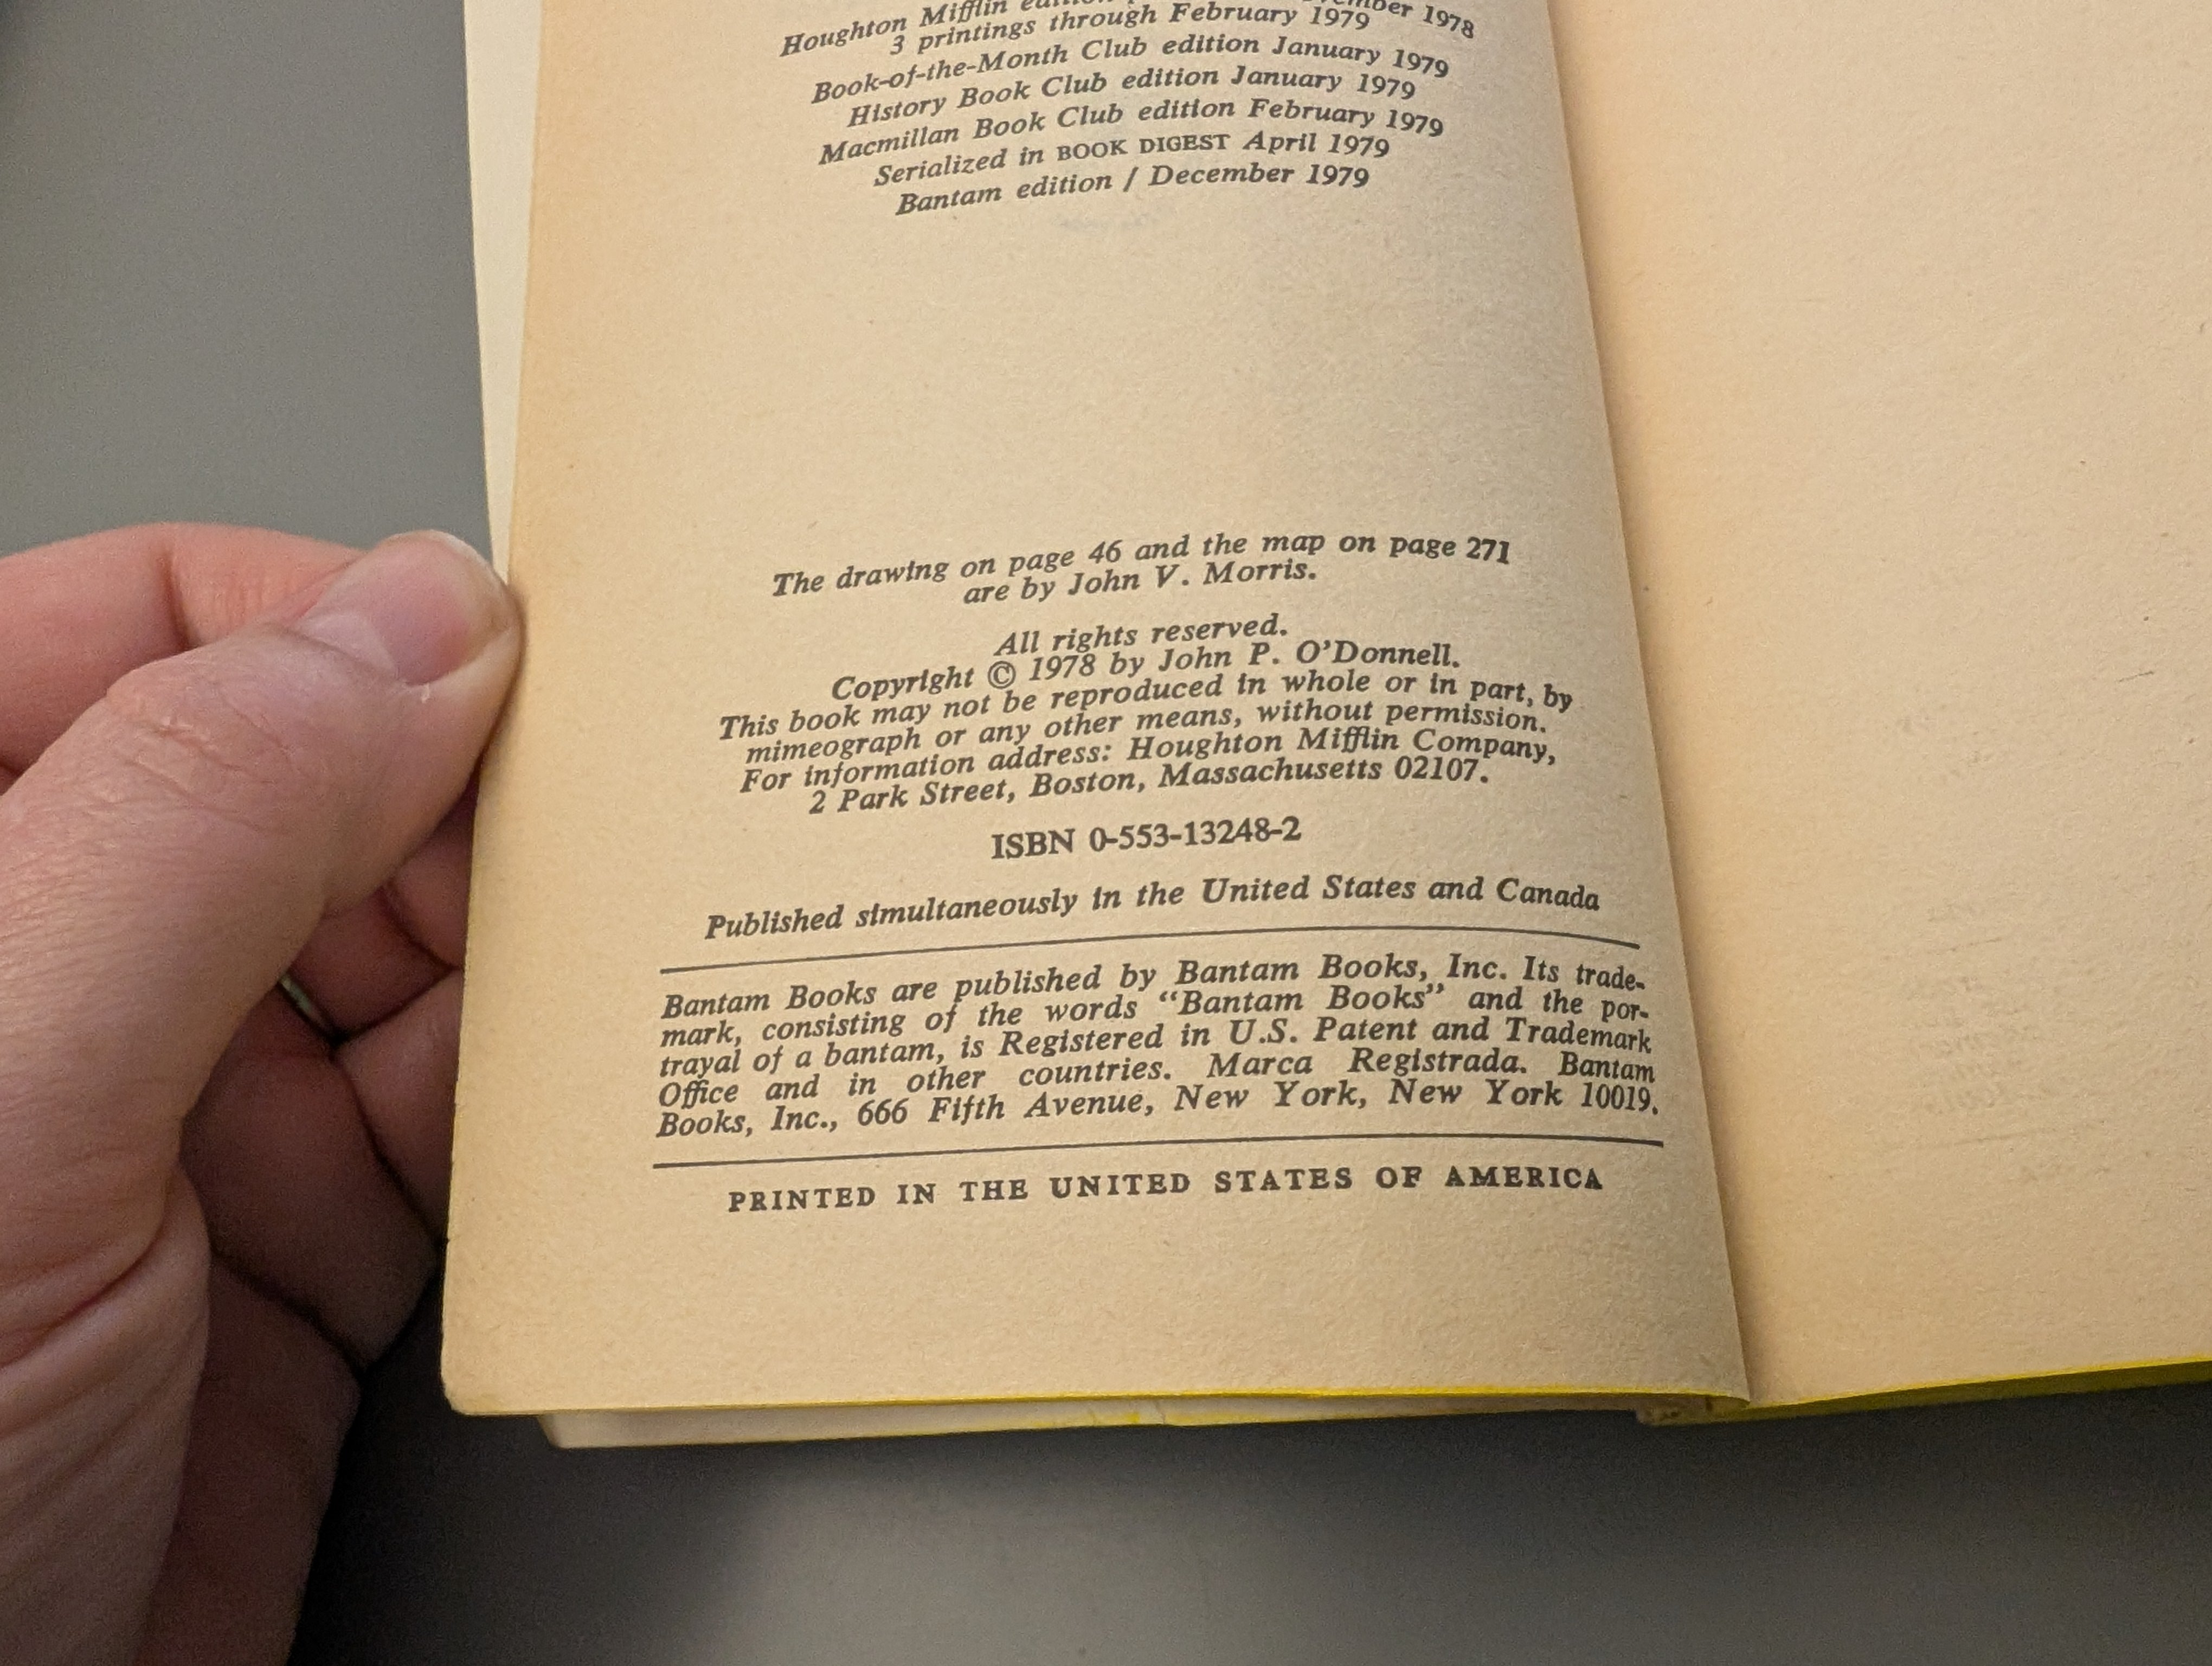 Houghton Mifflin edition 1978
3 printings through February 1979
Book-of-the-Month Club edition January 1979
History Book Club edition January 1979
Macmillan Book Club edition February 1979
Serialized in BOOK DIGEST April 1979
Bantam edition / December 1979
The drawing on page 46 and the map on page 271
are by John V. Morris.
All rights reserved.
Copyright © 1978 by John P. O’Donnell.
This book may not be reproduced in whole or in part, by
mimeograph or any other means, without permission.
For information address: Houghton Mifflin Company,
2 Park Street, Boston, Massachusetts 02107.
ISBN 0-553-13248-2
Published simultaneously in the United States and Canada
Bantam Books are published by Bantam Books, Inc. Its trade-
mark, consisting of the words “Bantam Books” and the por-
trayal of a bantam, is Registered in U.S. Patent and Trademark
Office and in other countries. Marca Registrada. Bantam
Books, Inc., 666 Fifth Avenue, New York, New York 10019.
PRINTED IN THE UNITED STATES OF AMERICA